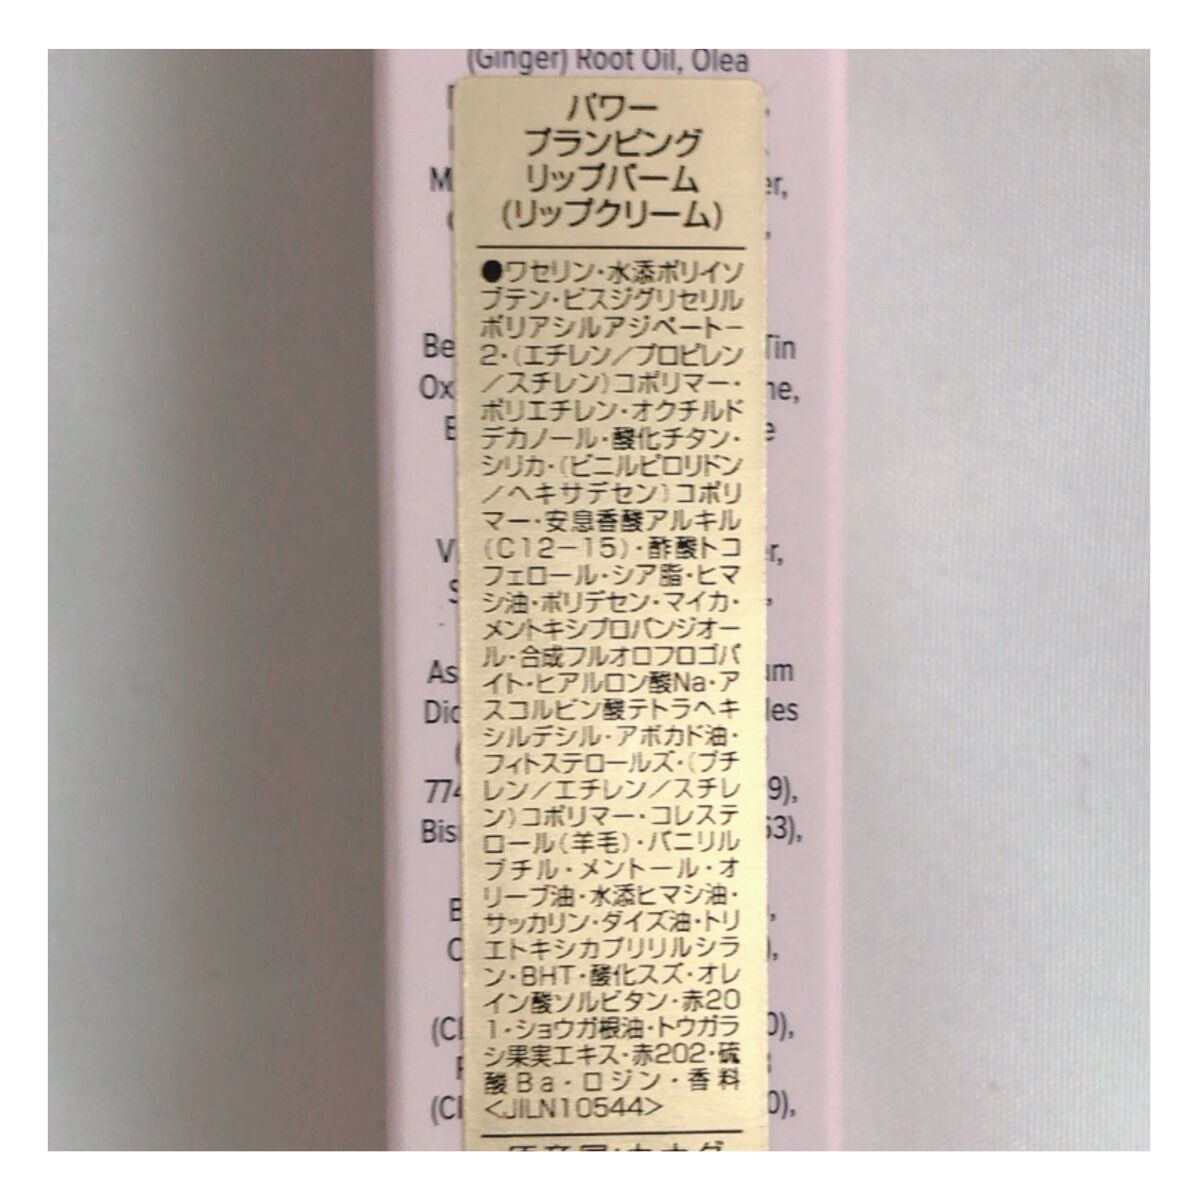 (Ginger) Root Oil, Olea
パワー
プランピング
リップバーム
(リップクリーム)
●ワセリン・水添ポリイソ
ブテン・ビスジグリセリル
ポリアシルアジペート-
2・(エチレン/プロピレン
/スチレン)コポリマー・
ポリエチレン・オクチルド
デカノール・酸化チタン・
シリカ・(ビニルピロリドン
/ヘキサデセン)コポリ
マー・安息香酸アルキル
(C12-15)・酢酸トコ
フェロール・シア脂・ヒマ
シ油・ポリデセン・マイカ・
メントキシプロパンジオー
ル・合成フルオロフロゴパ
イト・ヒアルロン酸Na・ア
スコルビン酸テトラヘキ
シルデシル・アボカド油・
フィトステロールズ・(ブチ
レン/エチレン/スチレ
ン)コポリマー・コレステ
ロール(羊毛)・バニリル
ブチル・メントール・オ
リーブ油・水添ヒマシ油・
サッカリン・ダイズ油・トリ
エトキシカプリリルシラ
ン・BHT・酸化スズ・オレ
イン酸ソルビタン・赤20
1・ショウガ根油・トウガラ
シ果実エキス・赤202・硫
酸Ba・ロジン・香料
<JILN10544>